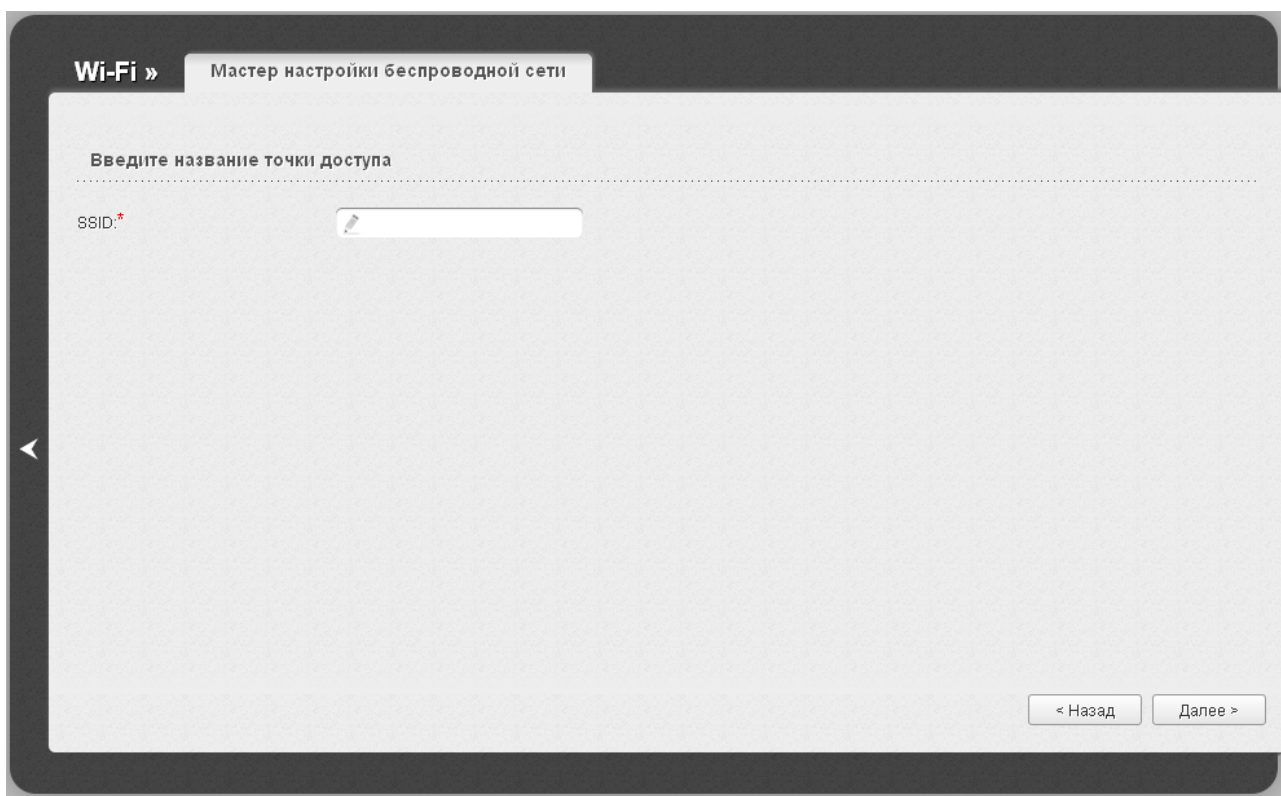 Wi-Fi »
Мастер настройки беспроводной сети
Введите название точки доступа
SSID:*
< Назад
Далее >